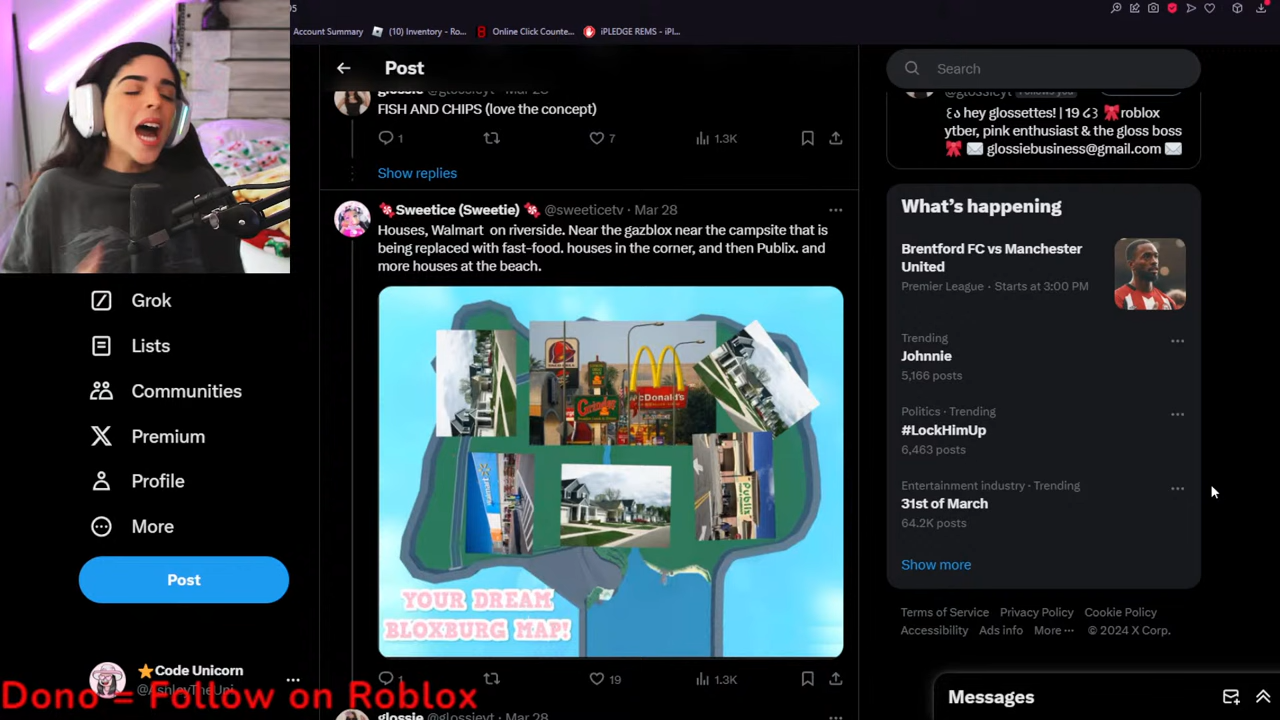 Account Summary
(10) Inventory - Ro...
Online Click Counte...
iPLEDGE REMS - iPl...
Post
Search
glossie @glossieyt · Mar 28
FISH AND CHIPS (love the concept)
1
7
1.3K
Show replies
@glossieyt Follows you
hey glossettes! | 19 roblox
yter, pink enthusiast & the gloss boss
glossiebusiness@gmail.com
What's happening
Brentford FC vs Manchester
United
Premier League · Starts at 3:00 PM
Trending
Johnnie
5,166 posts
Politics · Trending
#LockHimUp
6,463 posts
Entertainment industry · Trending
31st of March
64.2K posts
Show more
Terms of Service Privacy Policy Cookie Policy
Accessibility Ads info More ··· © 2024 X Corp.
Sweetice (Sweetie) @sweeticetv · Mar 28
Houses, Walmart on riverside. Near the gazblox near the campsite that is
being replaced with fast-food. houses in the corner, and then Publix. and
more houses at the beach.
McDonald's
Walmart
Publix
YOUR DREAM
BLOXBURG MAP!
1
19
1.3K
glossie @glossieyt · Mar 28
Grok
Lists
Communities
Premium
Profile
More
Post
Code Unicorn
@AshleyTheUni
Dono = Follow on Roblox
Messages